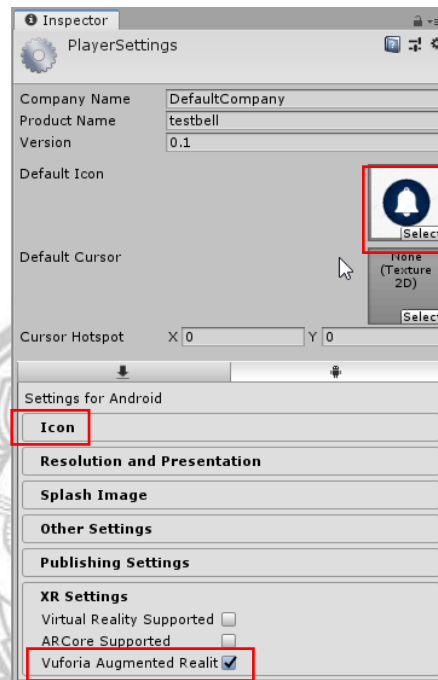 Inspector
PlayerSettings
Company Name DefaultCompany
Product Name testbell
Version 0.1
Default Icon
Select
Default Cursor
None
(Texture
2D)
Select
Cursor Hotspot X 0 Y 0
Settings for Android
Icon
Resolution and Presentation
Splash Image
Other Settings
Publishing Settings
XR Settings
Virtual Reality Supported
ARCore Supported
Vuforia Augmented Realit